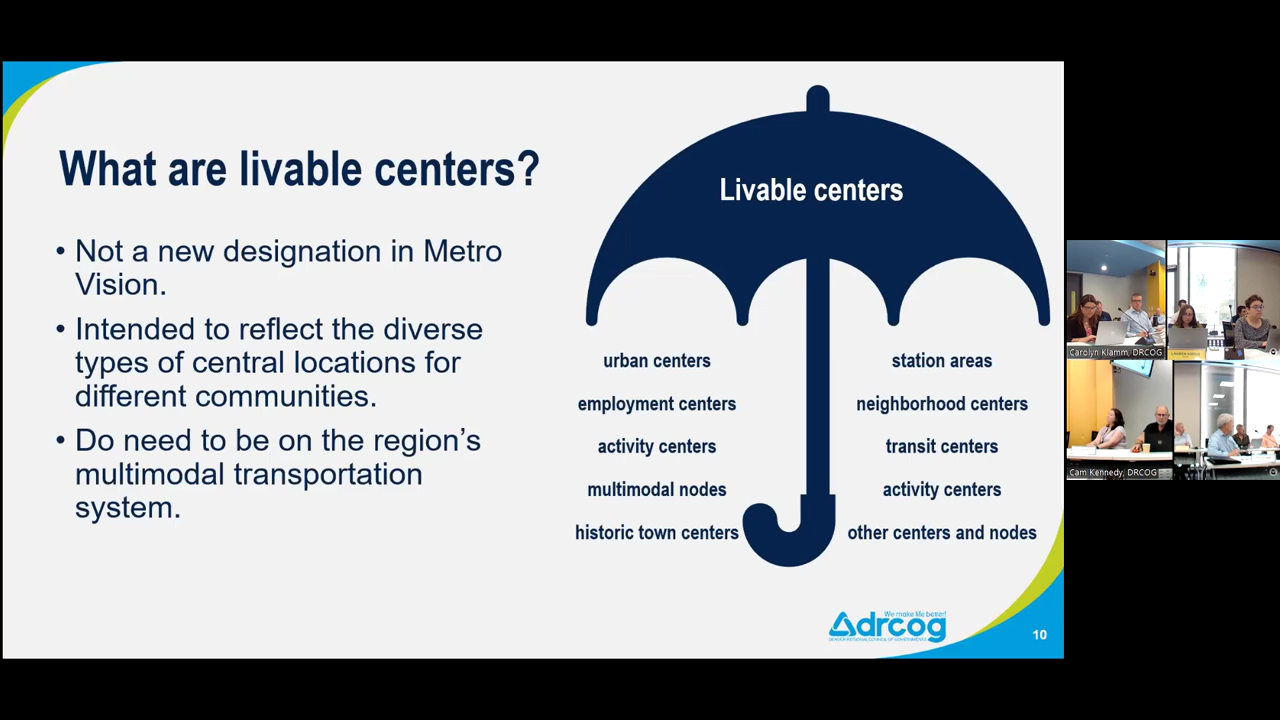 What are livable centers?
• Not a new designation in Metro
Vision.
• Intended to reflect the diverse
types of central locations for
different communities.
• Do need to be on the region's
multimodal transportation
system.
Livable centers
urban centers
employment centers
activity centers
multimodal nodes
historic town centers
station areas
neighborhood centers
transit centers
activity centers
other centers and nodes
We make life better!
drcog
DENVER REGIONAL COUNCIL OF GOVERNMENTS
10
Carolyn Klamm, DRCOG
Cam Kennedy, DRCOG